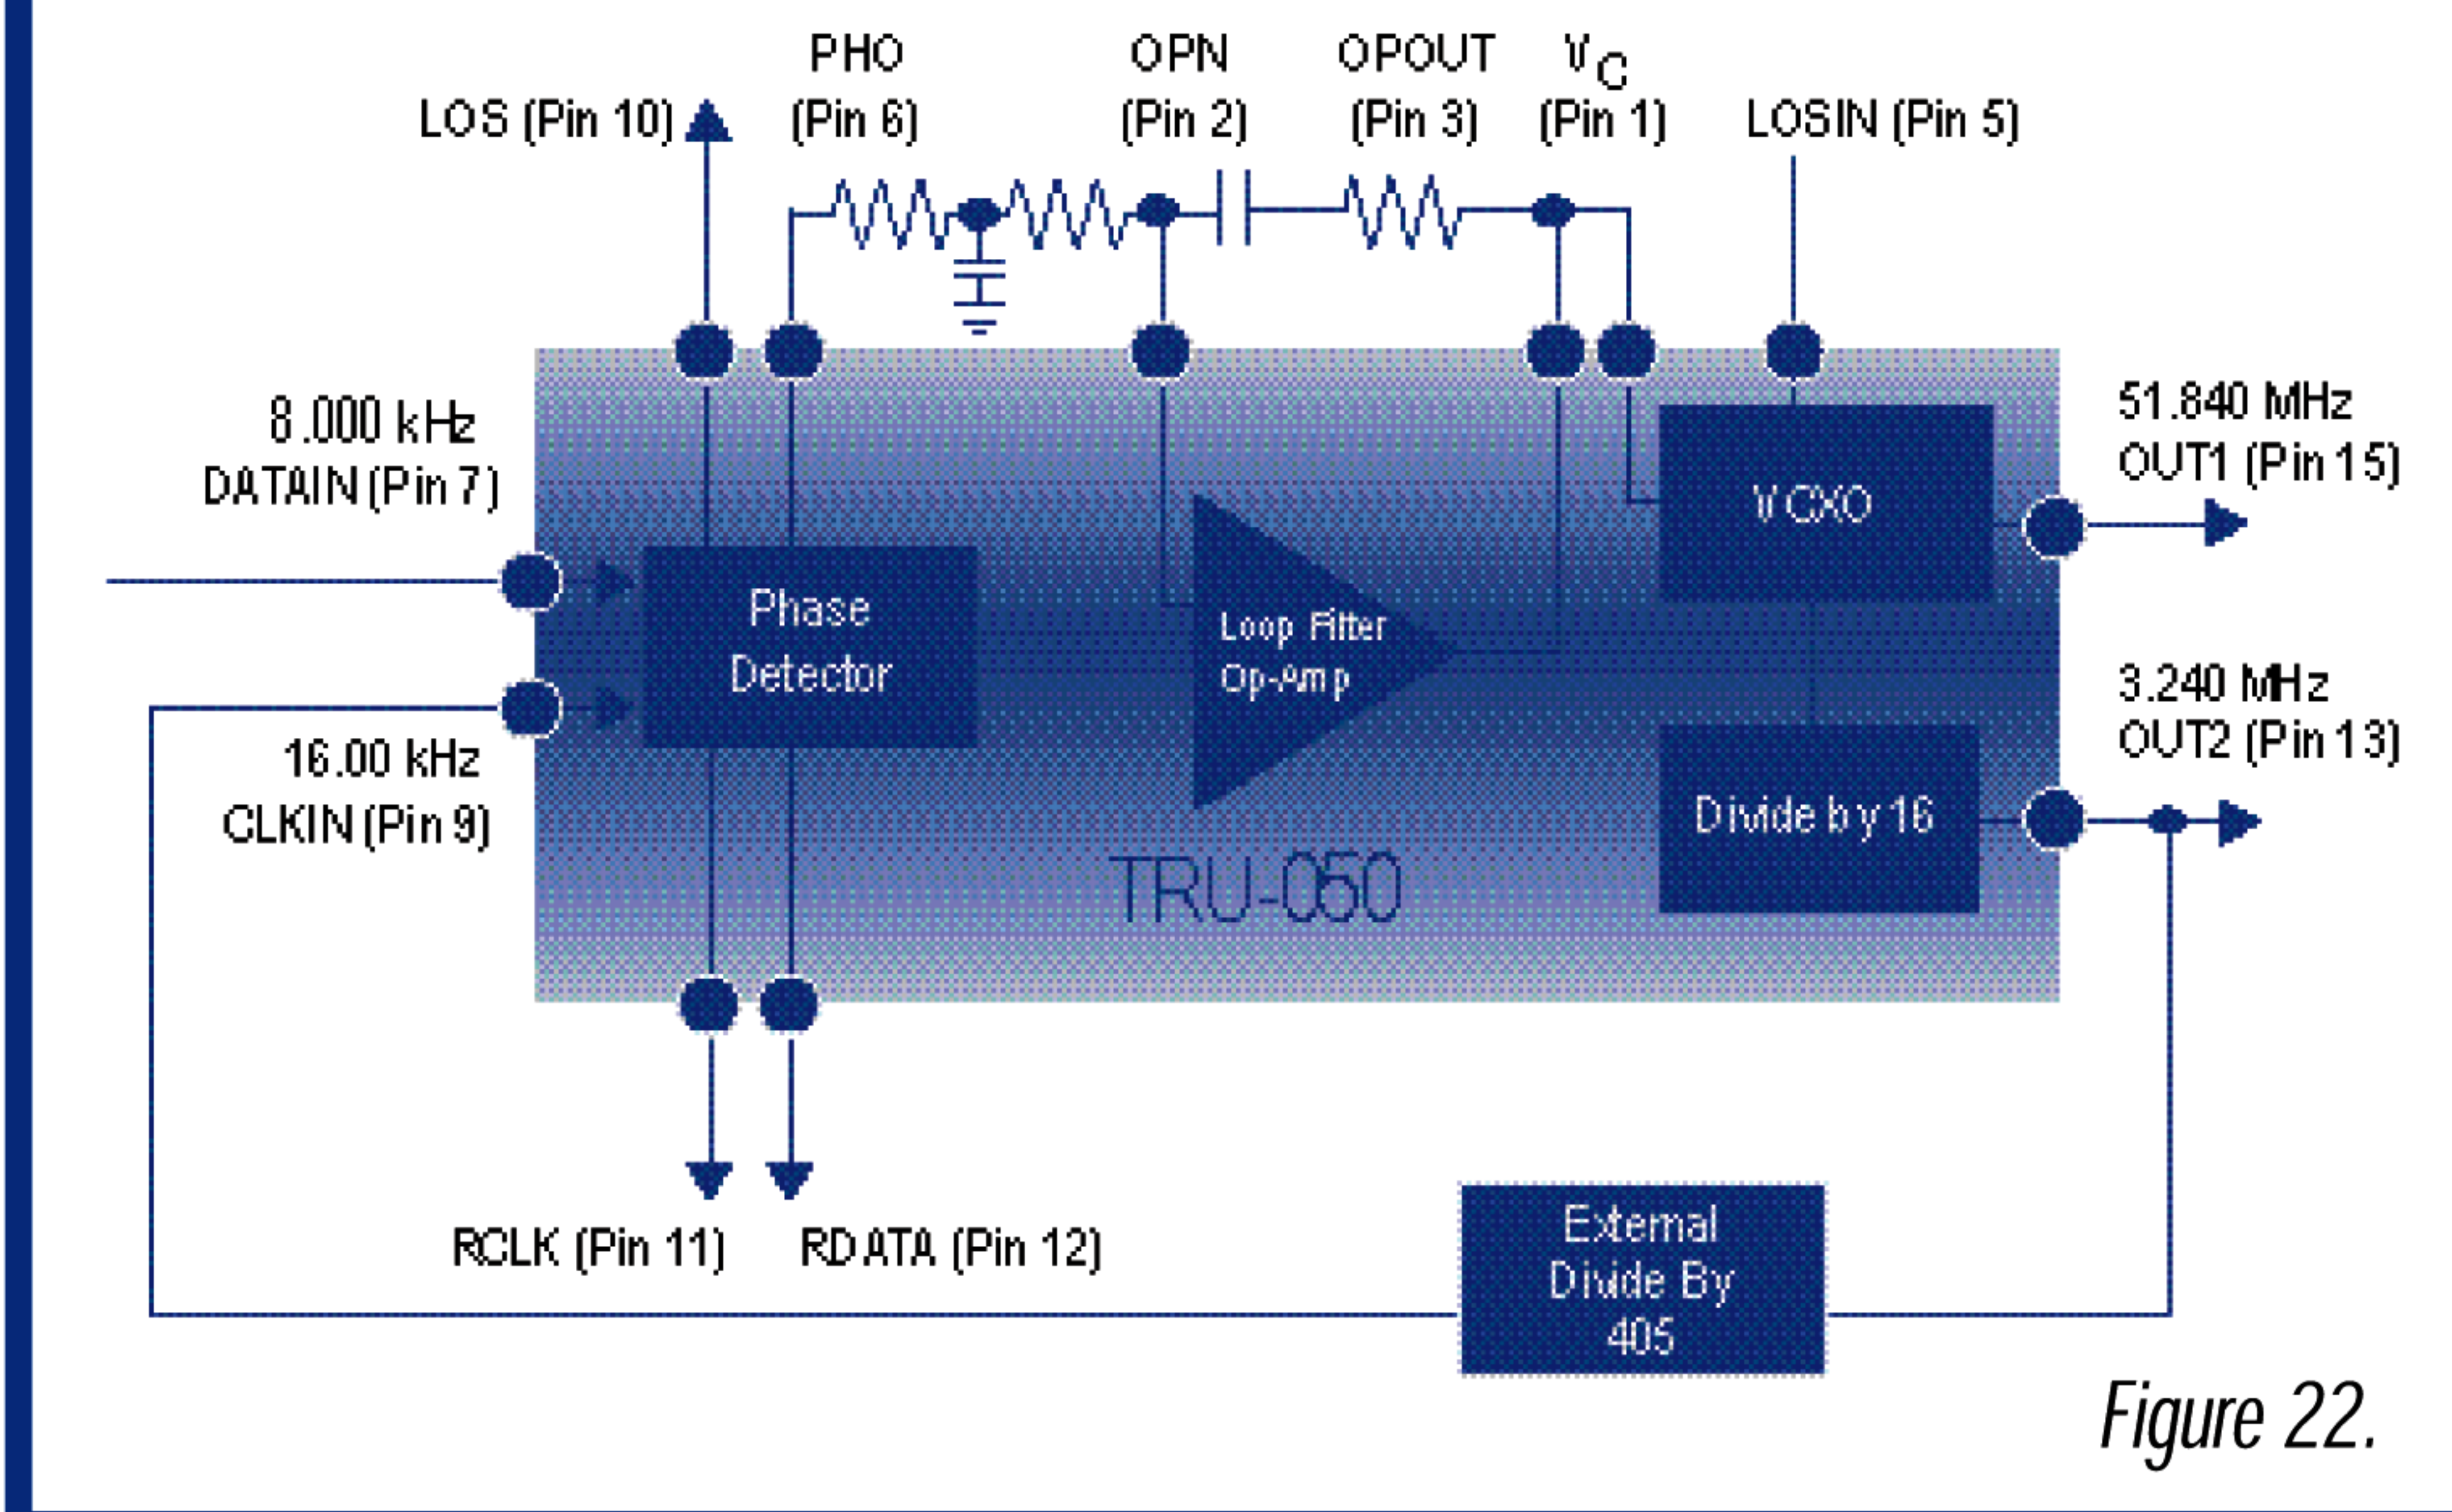 PHO
OPN
OPOUT
VC
LOS (Pin 10)
(Pin 6)
(Pin 2)
(Pin 3)
(Pin 1)
LOSIN (Pin 5)
8.000 kHz
DATAIN (Pin 7)
51.840 MHz
OUT1 (Pin 15)
VCXO
Phase
Detector
Loop Filter
Op-Amp
3.240 MHz
OUT2 (Pin 13)
16.00 kHz
CLKIN (Pin 9)
Divide by 16
TRU-050
RCLK (Pin 11)
RDATA (Pin 12)
External
Divide By
405
Figure 22.